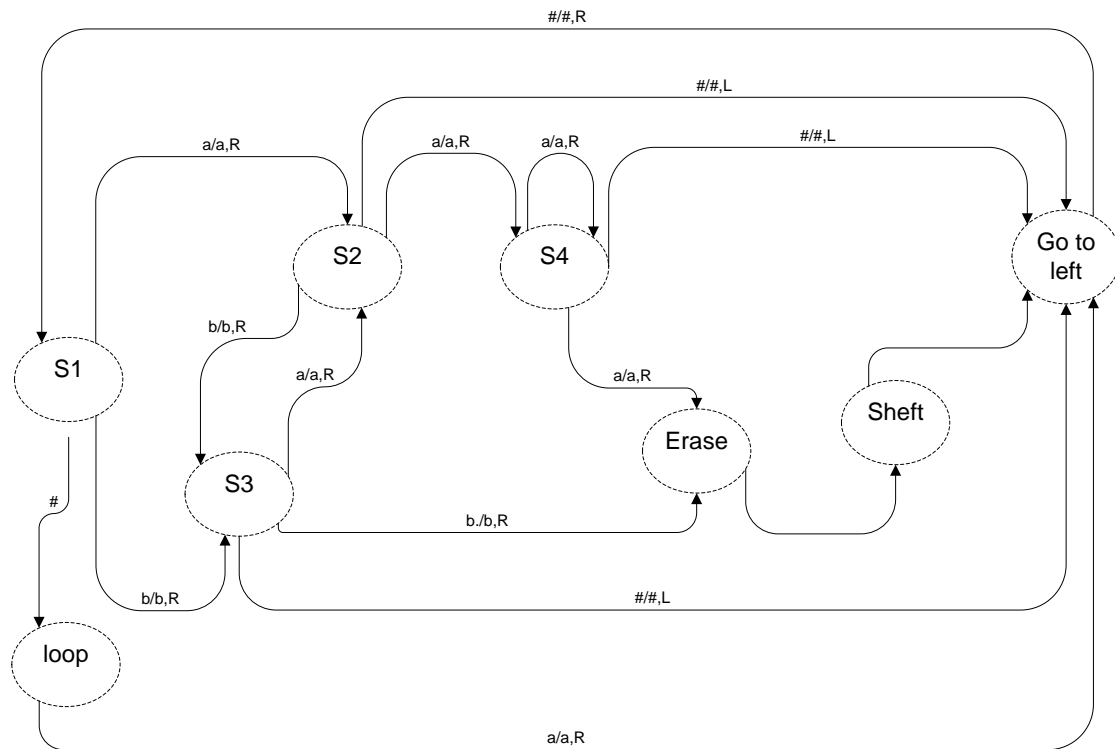 #/#,R
#/#,L
#/#,L
a/a,R
a/a,R
a/a,R
S2
S4
Go to
left
b/b,R
S1
a/a,R
a/a,R
Sheft
Erase
S3
#
b./b,R
b/b,R
#/#,L
loop
a/a,R